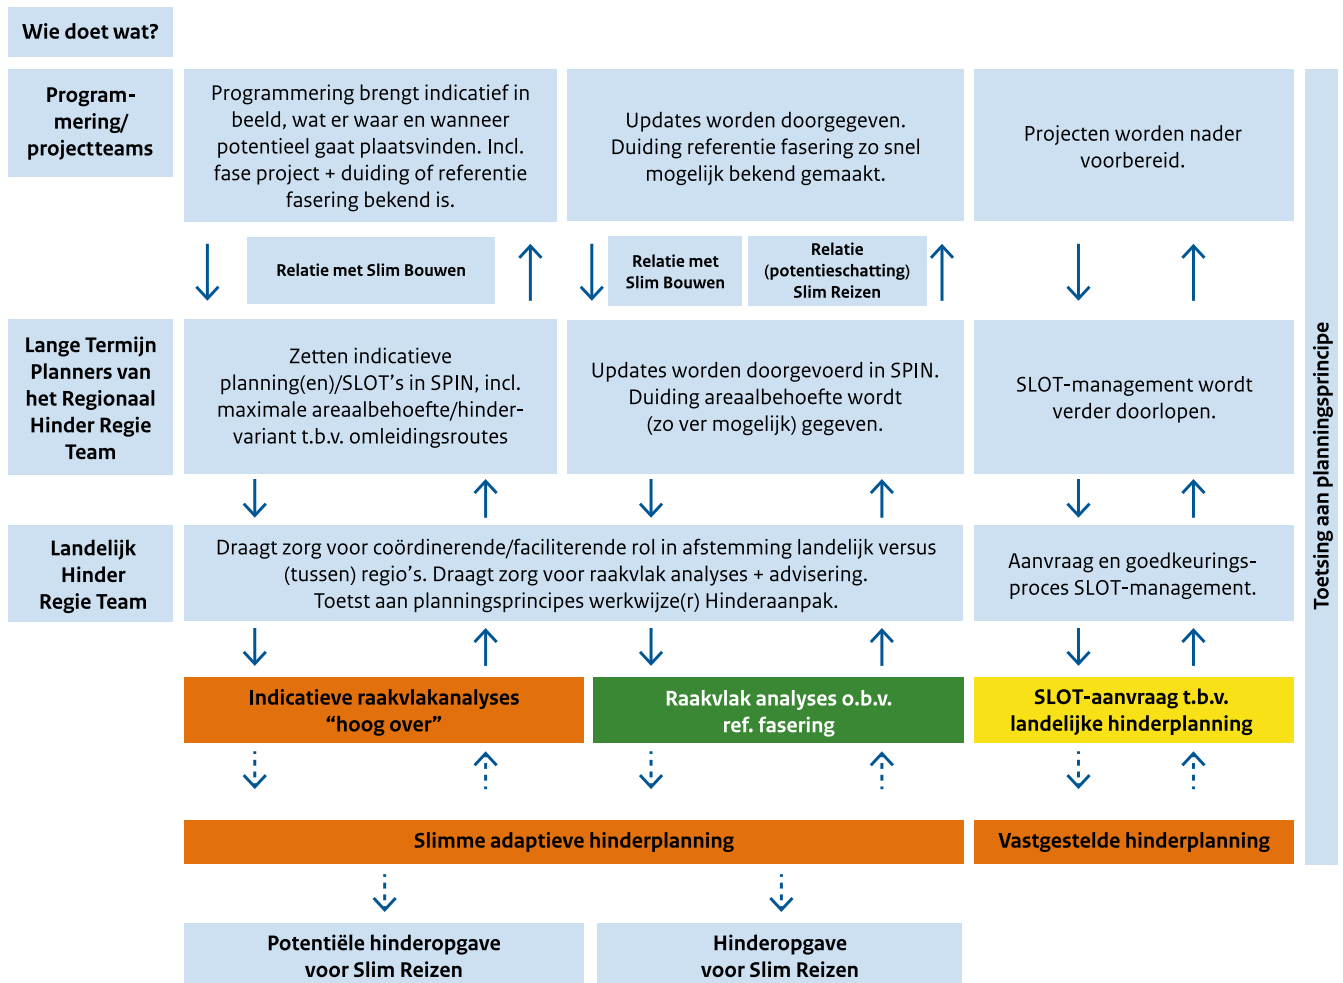 Wie doet wat?
Program-
mering/
projectteams
Programmering brengt indicatief in
beeld, wat er waar en wanneer
potentieel gaat plaatsvinden. Incl.
fase project + duiding of referentie
fasering bekend is.
Updates worden doorgegeven.
Duiding referentie fasering zo snel
mogelijk bekend gemaakt.
Projecten worden nader
voorbereid.
Relatie met Slim Bouwen
Relatie met
Slim Bouwen
Relatie
(potentieschatting)
Slim Reizen
Lange Termijn
Planners van
het Regionaal
Hinder Regie
Team
Zetten indicatieve
planning(en)/SLOT's in SPIN, incl.
maximale areaalbehoefte/hinder-
variant t.b.v. omleidingsroutes
Updates worden doorgevoerd in SPIN.
Duiding areaalbehoefte wordt
(zo ver mogelijk) gegeven.
SLOT-management wordt
verder doorlopen.
Landelijk
Hinder
Regie Team
Draagt zorg voor coördinerende/faciliterende rol in afstemming landelijk versus
(tussen) regio's. Draagt zorg voor raakvlak analyses + advisering.
Toetst aan planningsprincipes werkwijze(r) Hinderaanpak.
Aanvraag en goedkeurings-
proces SLOT-management.
Indicatieve raakvlakanalyses
“hoog over”
Raakvlak analyses o.b.v.
ref. fasering
SLOT-aanvraag t.b.v.
landelijke hinderplanning
Slimme adaptieve hinderplanning
Vastgestelde hinderplanning
Potentiële hinderopgave
voor Slim Reizen
Hinderopgave
voor Slim Reizen
Toetsing aan planningsprincipe